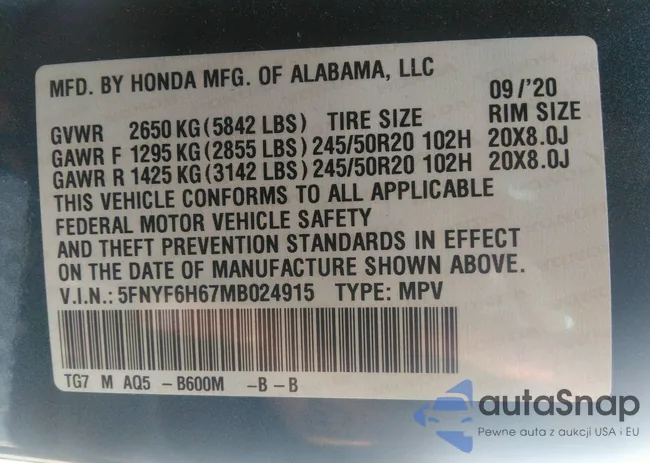 MFD. BY HONDA MFG. OF ALABAMA, LLC
09/'20
GVWR 2650 KG (5842 LBS) TIRE SIZE RIM SIZE
GAWR F 1295 KG (2855 LBS) 245/50R20 102H 20X8.0J
GAWR R 1425 KG (3142 LBS) 245/50R20 102H 20X8.0J
THIS VEHICLE CONFORMS TO ALL APPLICABLE
FEDERAL MOTOR VEHICLE SAFETY
AND THEFT PREVENTION STANDARDS IN EFFECT
ON THE DATE OF MANUFACTURE SHOWN ABOVE.
V.I.N.: 5FNYF6H67MB024915 TYPE: MPV
TG7 M AQ5 -B600M -B-B
autoSnap
Pewne auta z aukcji USA i EU